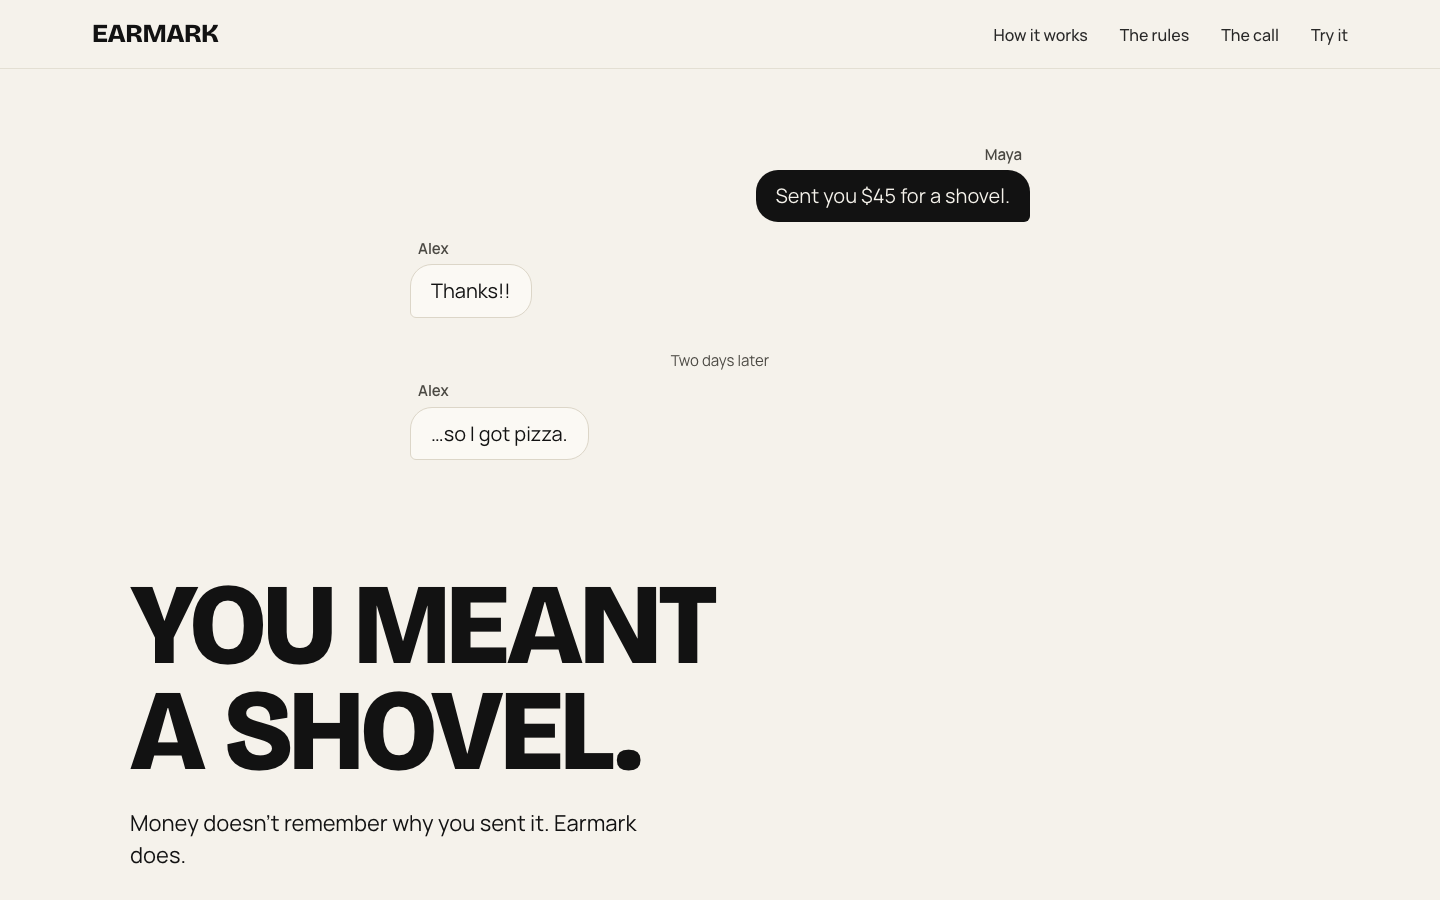 EARMARK
How it works
The rules
The call
Try it
Maya
Sent you $45 for a shovel.
Alex
Thanks!!
Two days later
Alex
…so I got pizza.
YOU MEANT
A SHOVEL.
Money doesn’t remember why you sent it. Earmark
does.